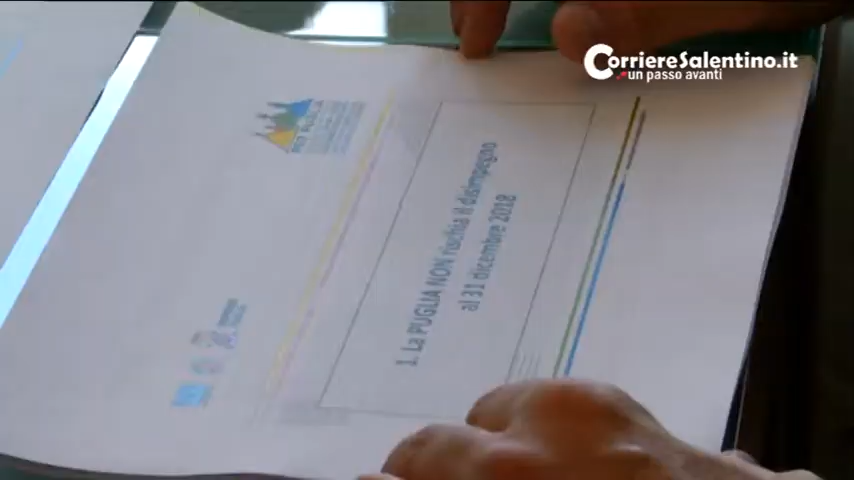 CorriereSalentino.it
un passo avanti
1. La PUGLIA NON rischia il disimpegno
al 31 dicembre 2018